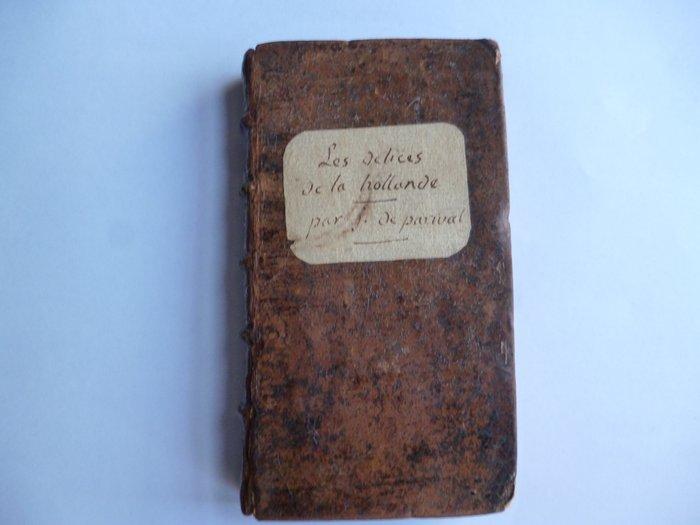 Les delices
de la hollande
par J. de parival